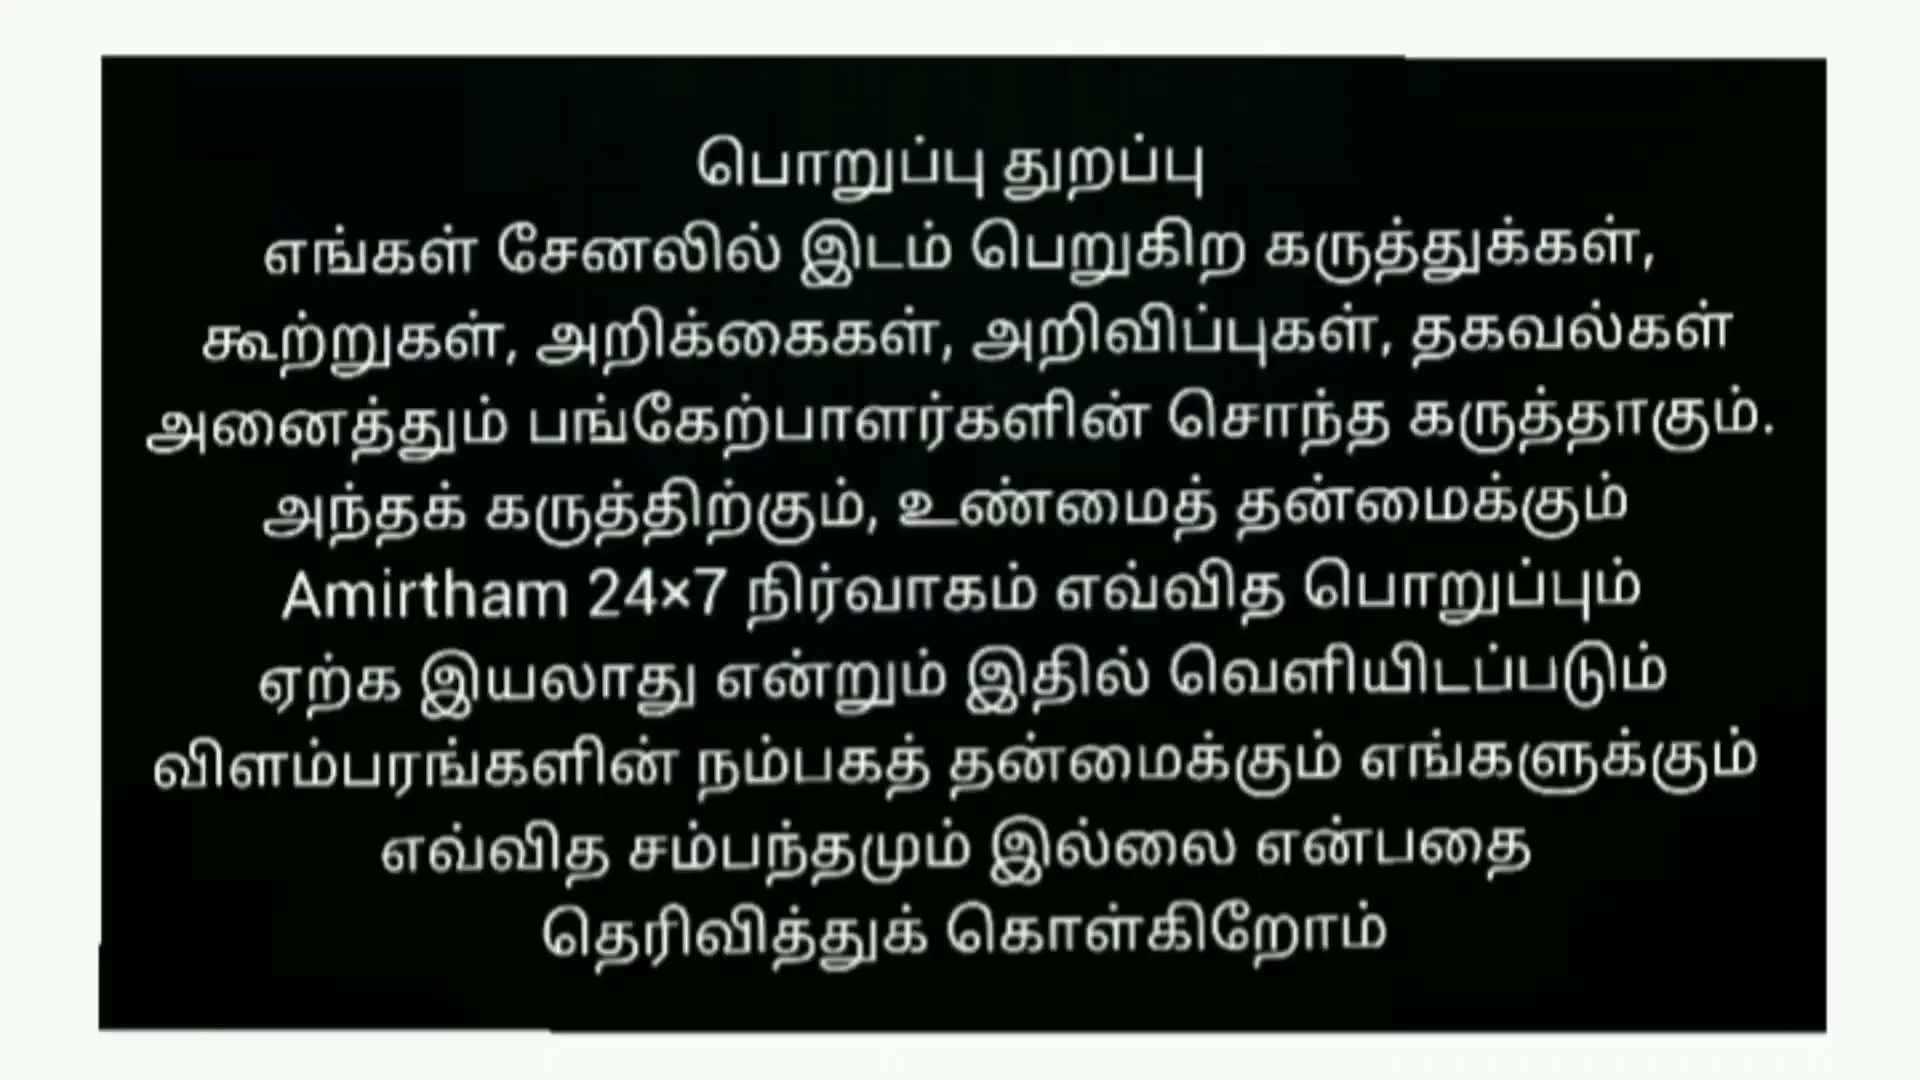 பொறுப்பு துறப்பு
எங்கள் சேனலில் இடம் பெறுகிற கருத்துக்கள்,
கூற்றுகள், அறிக்கைகள், அறிவிப்புகள், தகவல்கள்
அனைத்தும் பங்கேற்பாளர்களின் சொந்த கருத்தாகும்.
அந்தக் கருத்திற்கும், உண்மைத் தன்மைக்கும்
Amirtham 24×7 நிர்வாகம் எவ்வித பொறுப்பும்
ஏற்க இயலாது என்றும் இதில் வெளியிடப்படும்
விளம்பரங்களின் நம்பகத் தன்மைக்கும் எங்களுக்கும்
எவ்வித சம்பந்தமும் இல்லை என்பதை
தெரிவித்துக் கொள்கிறோம்